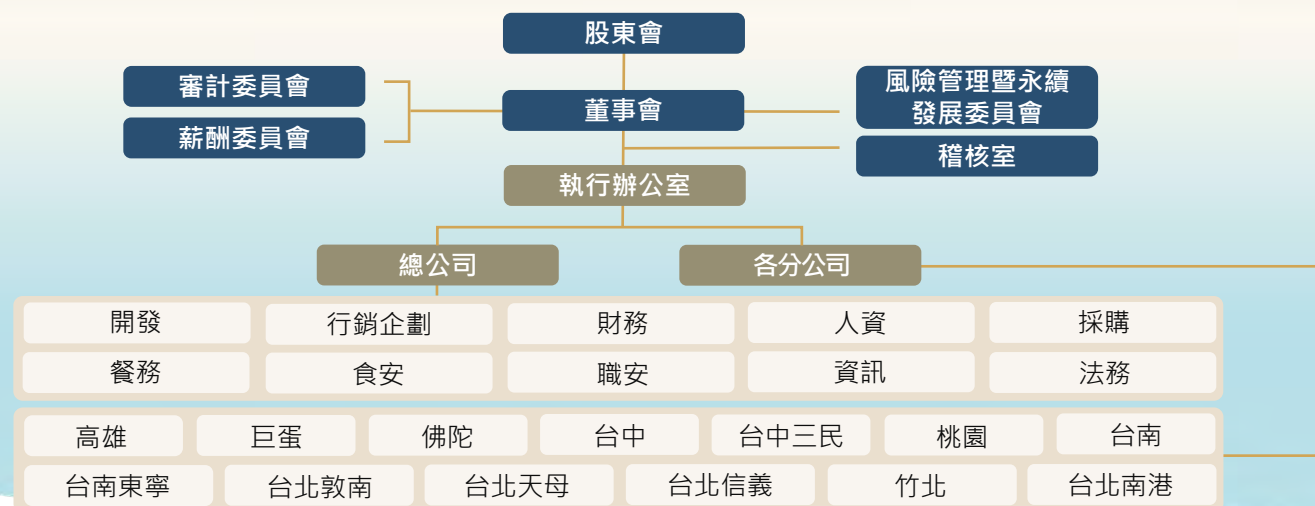 股東會
審計委員會
薪酬委員會
董事會
風險管理暨永續
發展委員會
稽核室
執行辦公室
總公司
各分公司
開發
行銷企劃
財務
人資
採購
餐務
食安
職安
資訊
法務
高雄
巨蛋
佛陀
台中
台中三民
桃園
台南
台南東寧
台北敦南
台北天母
台北信義
竹北
台北南港